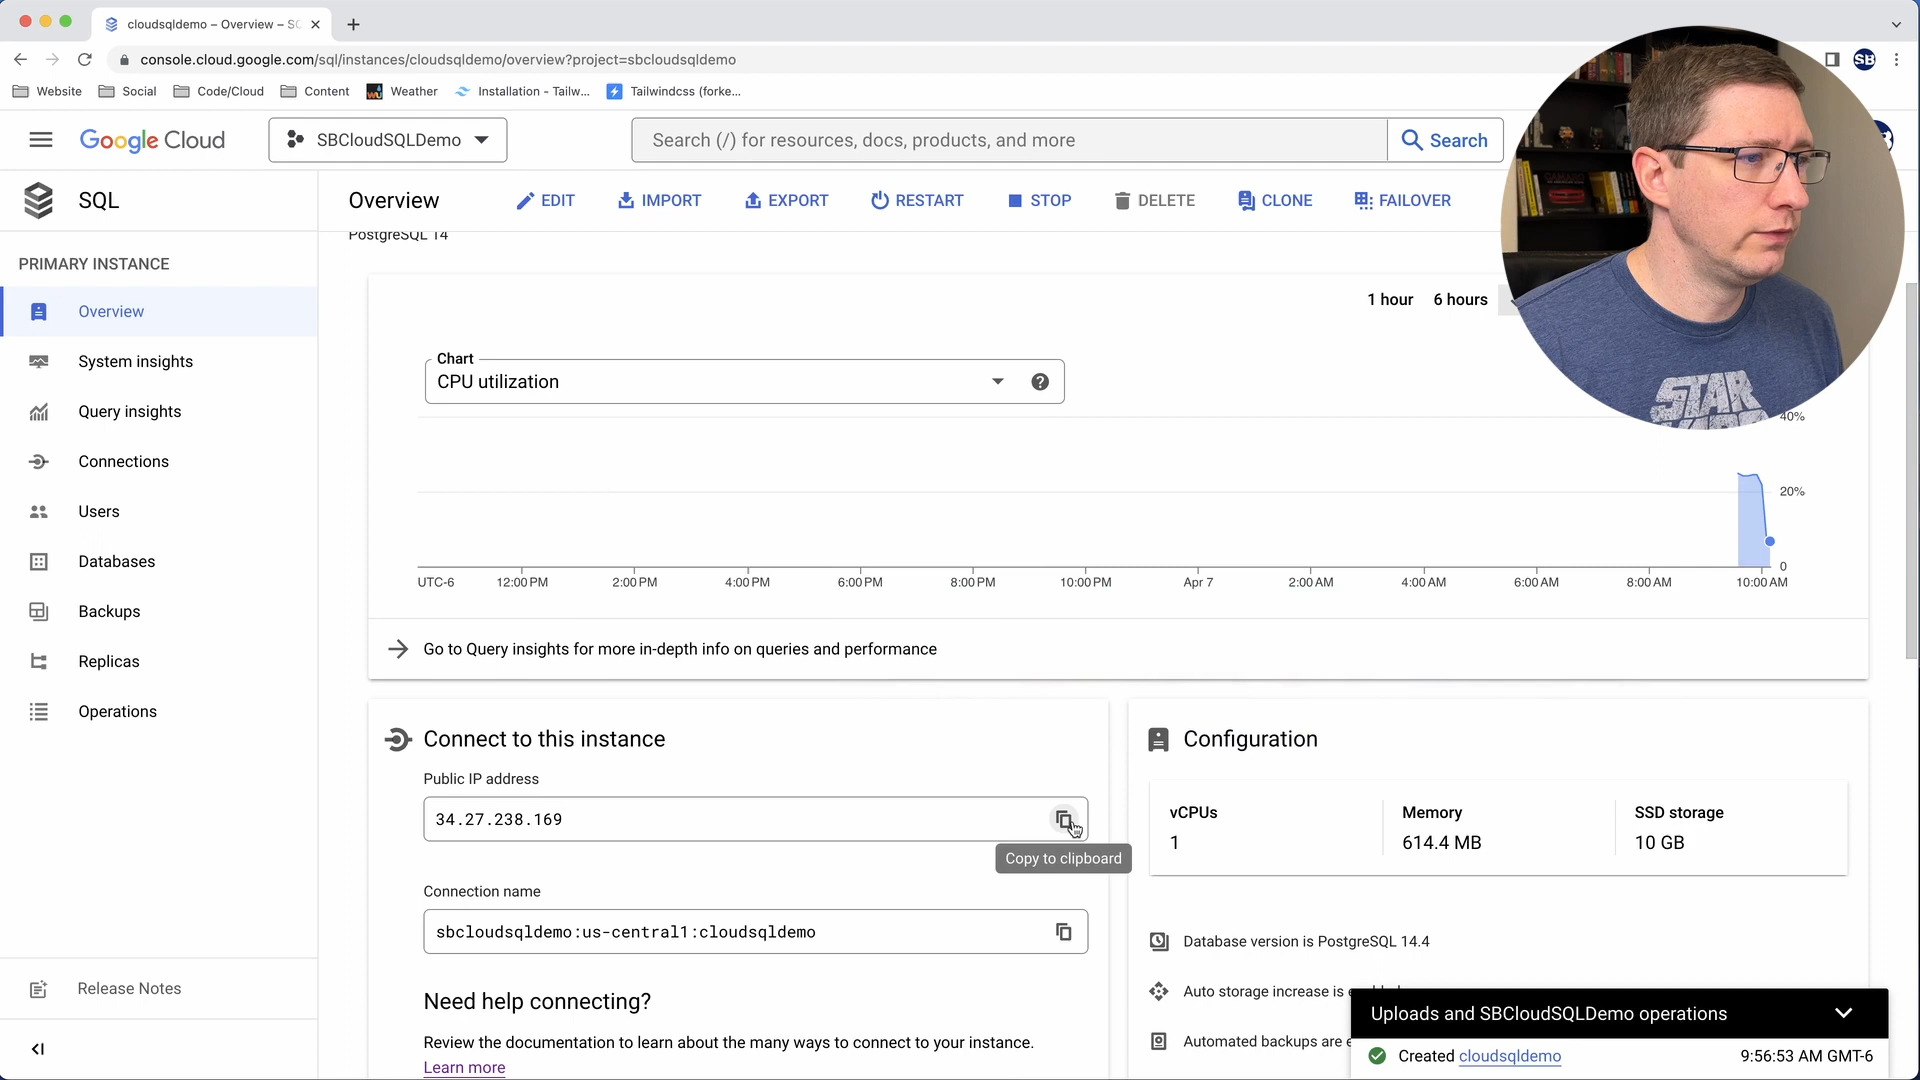 cloudsqldemo – Overview – SC
console.cloud.google.com/sql/instances/cloudsqldemo/overview?project=sbcloudsqldemo
SB
Website
Social
Code/Cloud
Content
Weather
Installation - Tailw...
Tailwindcss (forke...
Google Cloud
SBCloudSQLDemo
Search (/) for resources, docs, products, and more
Search
SQL
Overview
EDIT
IMPORT
EXPORT
RESTART
STOP
DELETE
CLONE
FAILOVER
PostgreSQL 14
PRIMARY INSTANCE
Overview
System insights
Query insights
Connections
Users
Databases
Backups
Replicas
Operations
Release Notes
1 hour
6 hours
Chart
CPU utilization
STAR
40%
20%
0
UTC-6
12:00 PM
2:00 PM
4:00 PM
6:00 PM
8:00 PM
10:00 PM
Apr 7
2:00 AM
4:00 AM
6:00 AM
8:00 AM
10:00 AM
Go to Query insights for more in-depth info on queries and performance
Connect to this instance
Public IP address
34.27.238.169
Copy to clipboard
Connection name
sbcloudsqldemo:us-central1:cloudsqldemo
Need help connecting?
Review the documentation to learn about the many ways to connect to your instance.
Learn more
Configuration
vCPUs
1
Memory
614.4 MB
SSD storage
10 GB
Database version is PostgreSQL 14.4
Auto storage increase is
Automated backups are
Uploads and SBCloudSQLDemo operations
Created cloudsqldemo
9:56:53 AM GMT-6